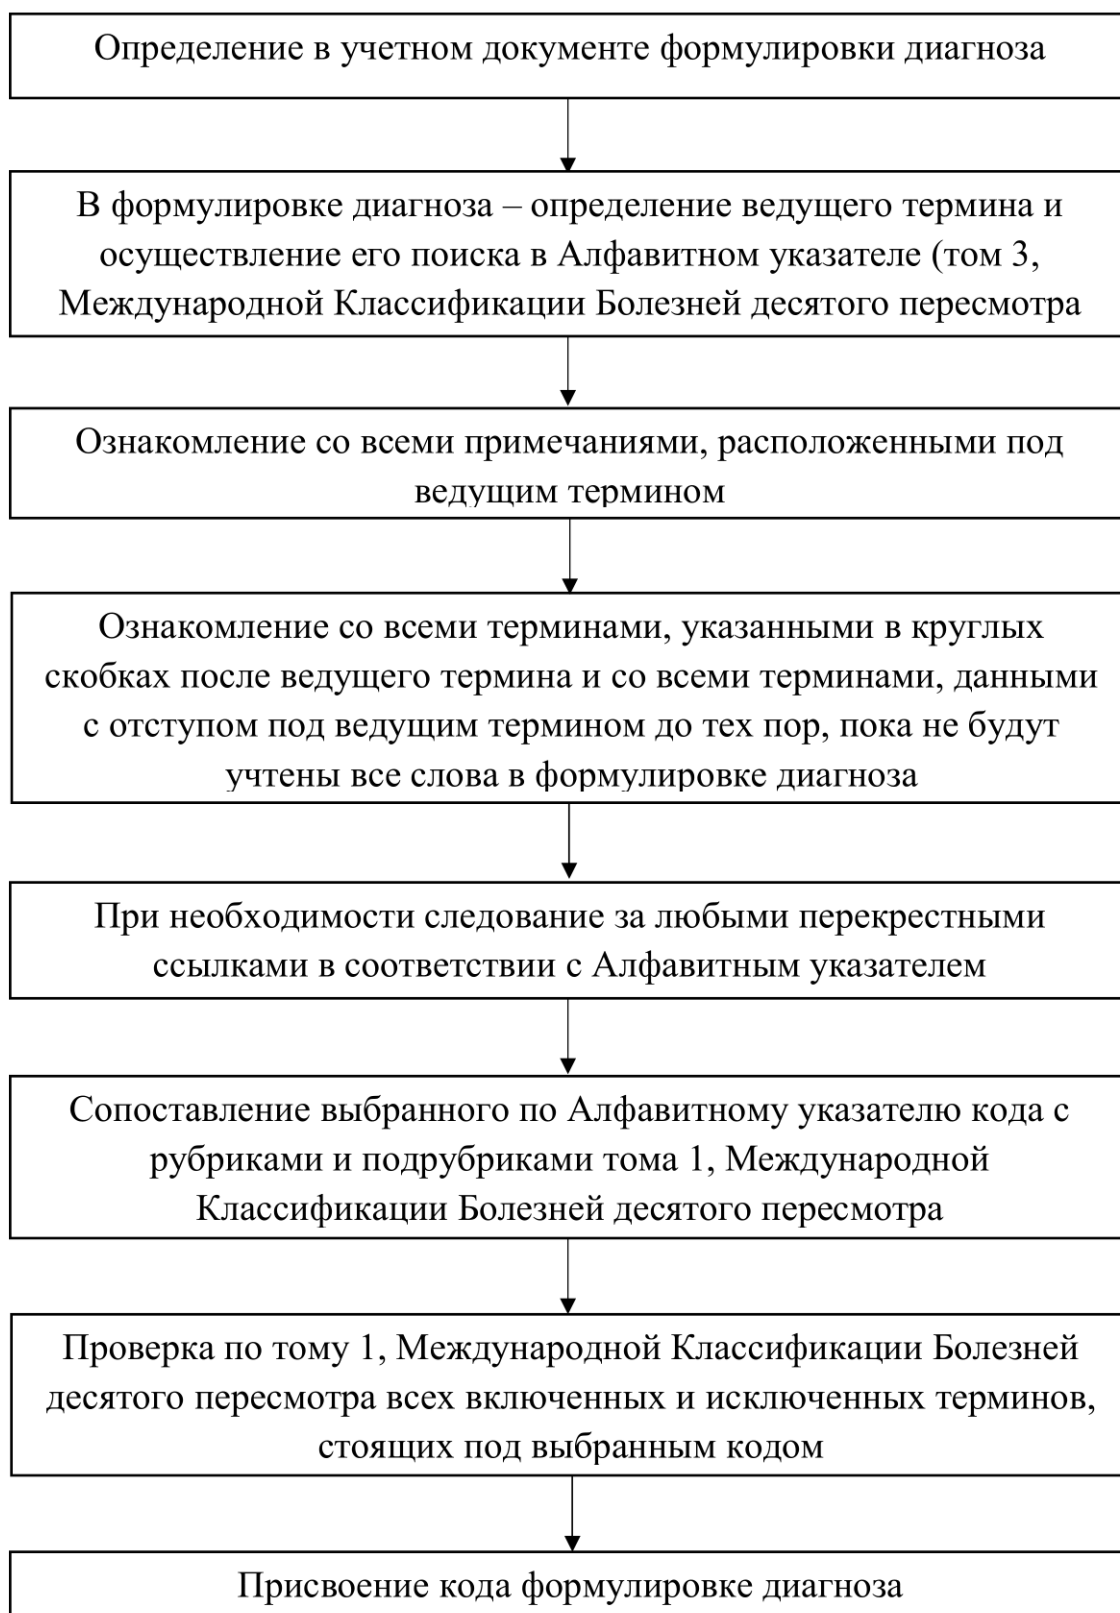 Определение в учетном документе формулировки диагноза
В формулировке диагноза – определение ведущего термина и
осуществление его поиска в Алфавитном указателе (том 3,
Международной Классификации Болезней десятого пересмотра
Ознакомление со всеми примечаниями, расположенными под
ведущим термином
Ознакомление со всеми терминами, указанными в круглых
скобках после ведущего термина и со всеми терминами, данными
с отступом под ведущим термином до тех пор, пока не будут
учтены все слова в формулировке диагноза
При необходимости следование за любыми перекрестными
ссылками в соответствии с Алфавитным указателем
Сопоставление выбранного по Алфавитному указателю кода с
рубриками и подрубриками тома 1, Международной
Классификации Болезней десятого пересмотра
Проверка по тому 1, Международной Классификации Болезней
десятого пересмотра всех включенных и исключенных терминов,
стоящих под выбранным кодом
Присвоение кода формулировке диагноза